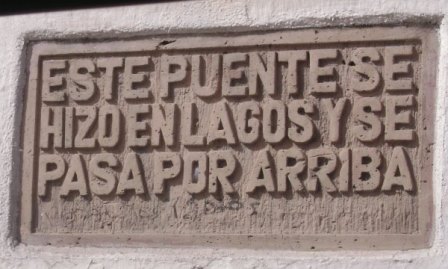 ESTE PUENTE SE
HIZO EN LAGOS Y SE
PASA POR ARRIBA